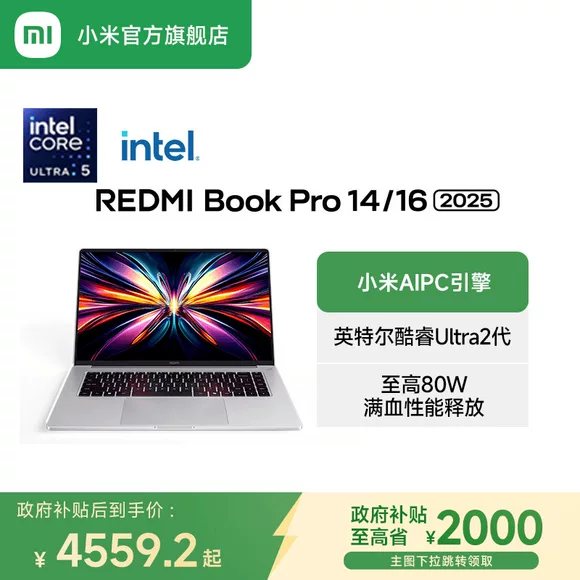 小米官方旗舰店
intel
CORE
ULTRA 5
intel.
REDMI Book Pro 14/16 2025
小米AIPC引擎
英特尔酷睿Ultra2代
至高80W
满血性能释放
政府补贴后到手价：
¥ 4559.2起
政府补贴
至高省 ¥2000
主图下拉跳转领取